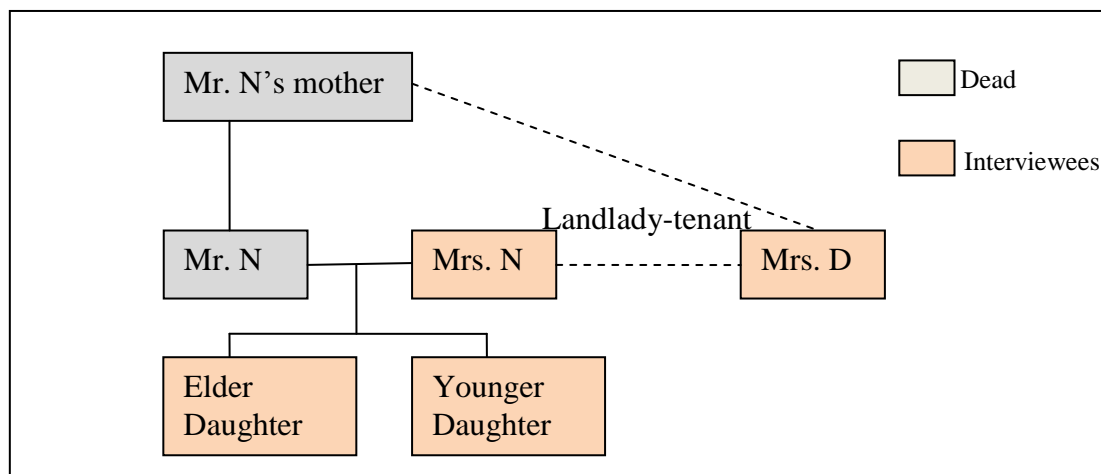 Mr. N’s mother
Dead
Interviewees
Landlady-tenant
Mr. N
Mrs. N
Mrs. D
Elder
Daughter
Younger
Daughter